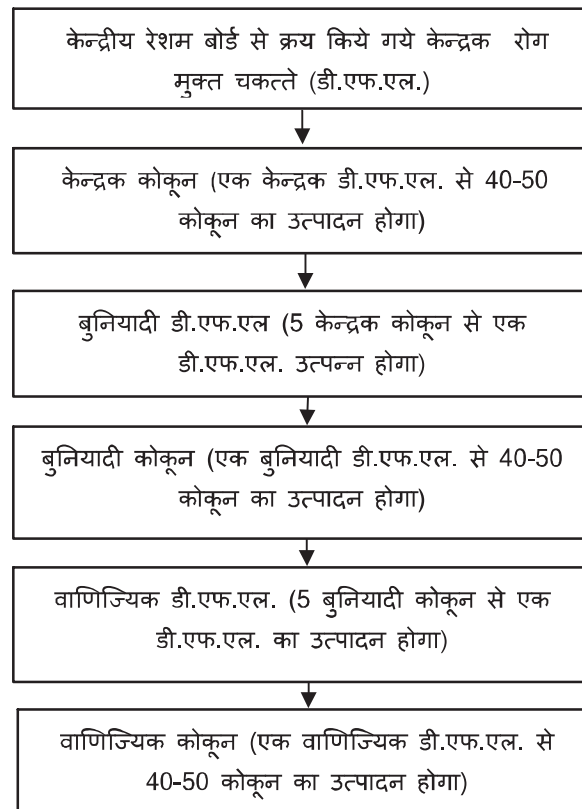 केन्द्रीय रेशम बोर्ड से क्रय किये गये केन्द्रक रोग
मुक्त चकत्ते (डी.एफ.एल.)
केन्द्रक कोकून (एक केन्द्रक डी.एफ.एल. से 40-50
कोकून का उत्पादन होगा)
बुनियादी डी.एफ.एल (5 केन्द्रक कोकून से एक
डी.एफ.एल. उत्पन्न होगा)
बुनियादी कोकून (एक बुनियादी डी.एफ.एल. से 40-50
कोकून का उत्पादन होगा)
वाणिज्यिक डी.एफ.एल. (5 बुनियादी कोकून से एक
डी.एफ.एल. का उत्पादन होगा)
वाणिज्यिक कोकून (एक वाणिज्यिक डी.एफ.एल. से
40-50 कोकून का उत्पादन होगा)